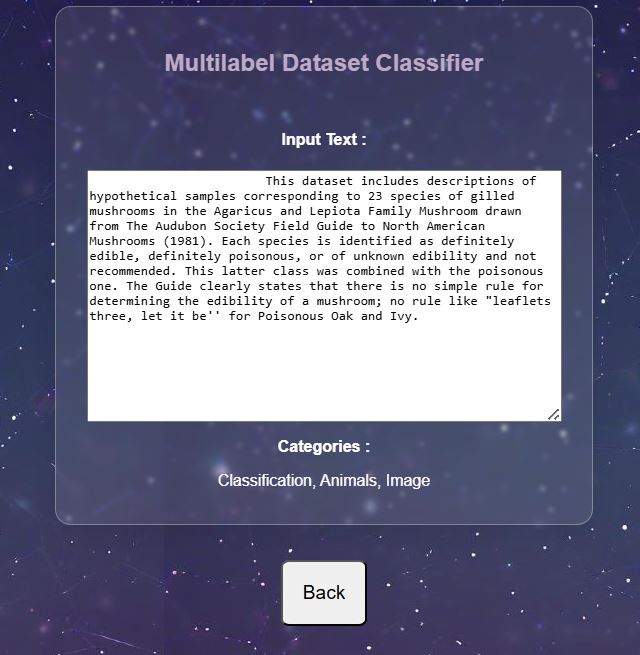 Multilabel Dataset Classifier
Input Text :
This dataset includes descriptions of
hypothetical samples corresponding to 23 species of gilled
mushrooms in the Agaricus and Lepiota Family Mushroom drawn
from The Audubon Society Field Guide to North American
Mushrooms (1981). Each species is identified as definitely
edible, definitely poisonous, or of unknown edibility and not
recommended. This latter class was combined with the poisonous
one. The Guide clearly states that there is no simple rule for
determining the edibility of a mushroom; no rule like "leaflets
three, let it be'' for Poisonous Oak and Ivy.
Categories :
Classification, Animals, Image
Back